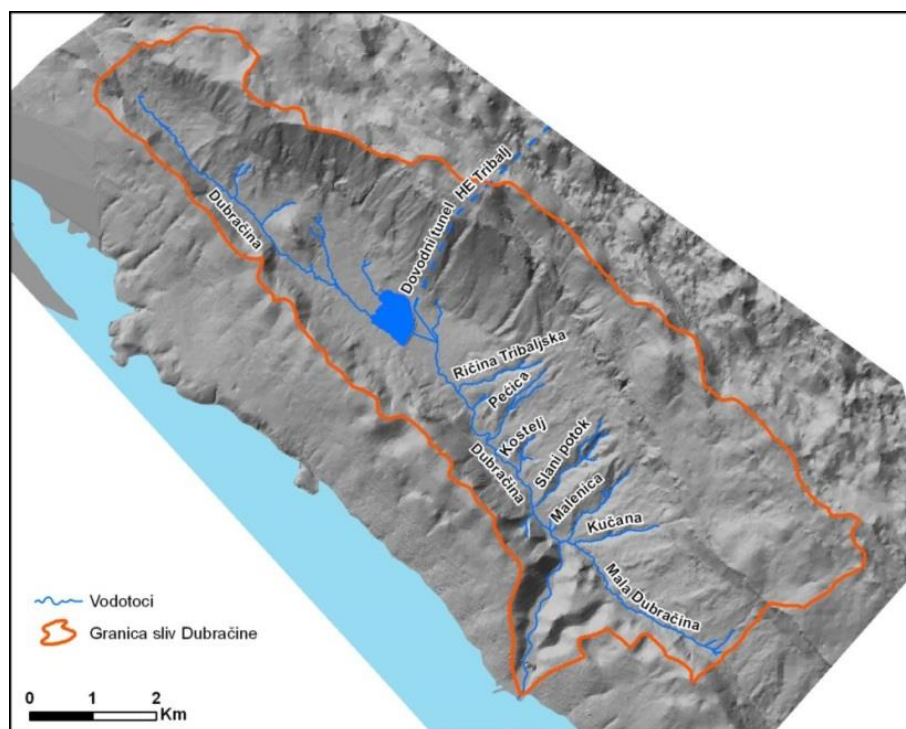 Dubračina
Dovodni tunel HE Tribalj
Ričina Tribaljska
Pećica
Kostelj
Dubračina
Slani potok
Malenica
Kučana
Mala Dubračina
Vodotoci
Granica sliv Dubračine
0 1 2
Km